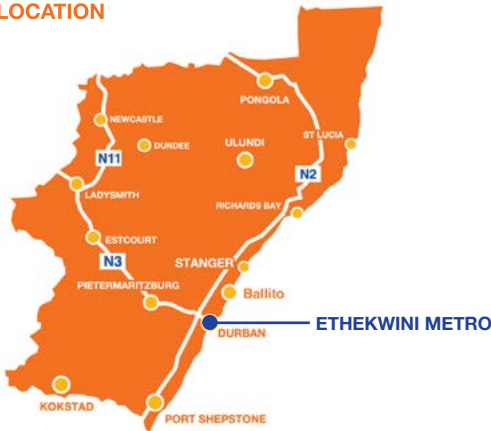 LOCATION
PONGOLA
NEWCASTLE
ST LUCIA
DUNDEE
ULUNDI
N11
N2
LADYSMITH
RICHARDS BAY
ESTCOURT
N3
STANGER
PIETERMARITZBURG
Ballito
ETHEKWINI METRO
DURBAN
KOKSTAD
PORT SHEPSTONE